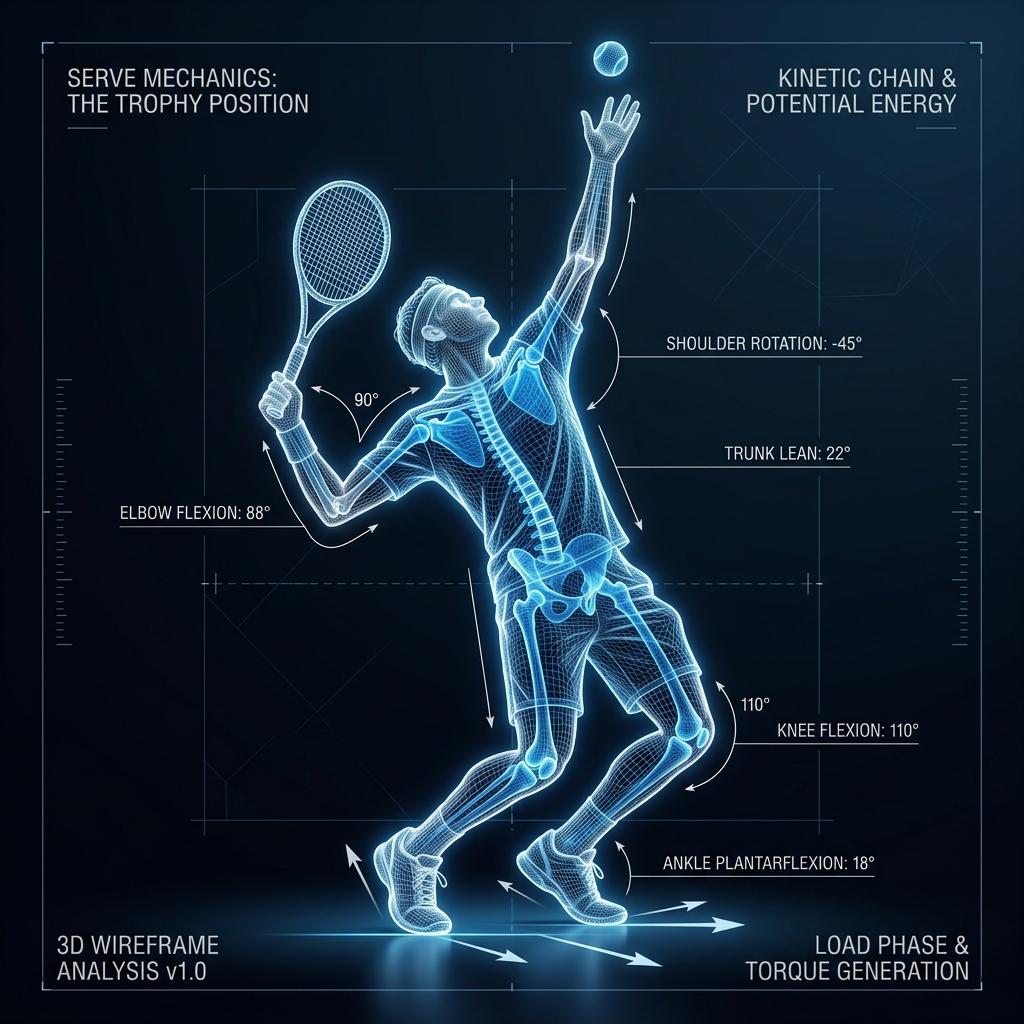 SERVE MECHANICS:
THE TROPHY POSITION
KINETIC CHAIN &
POTENTIAL ENERGY
SHOULDER ROTATION: -45°
90°
TRUNK LEAN: 22°
ELBOW FLEXION: 88°
110°
KNEE FLEXION: 110°
ANKLE PLANTARFLEXION: 18°
3D WIREFRAME
ANALYSIS v1.0
LOAD PHASE &
TORQUE GENERATION